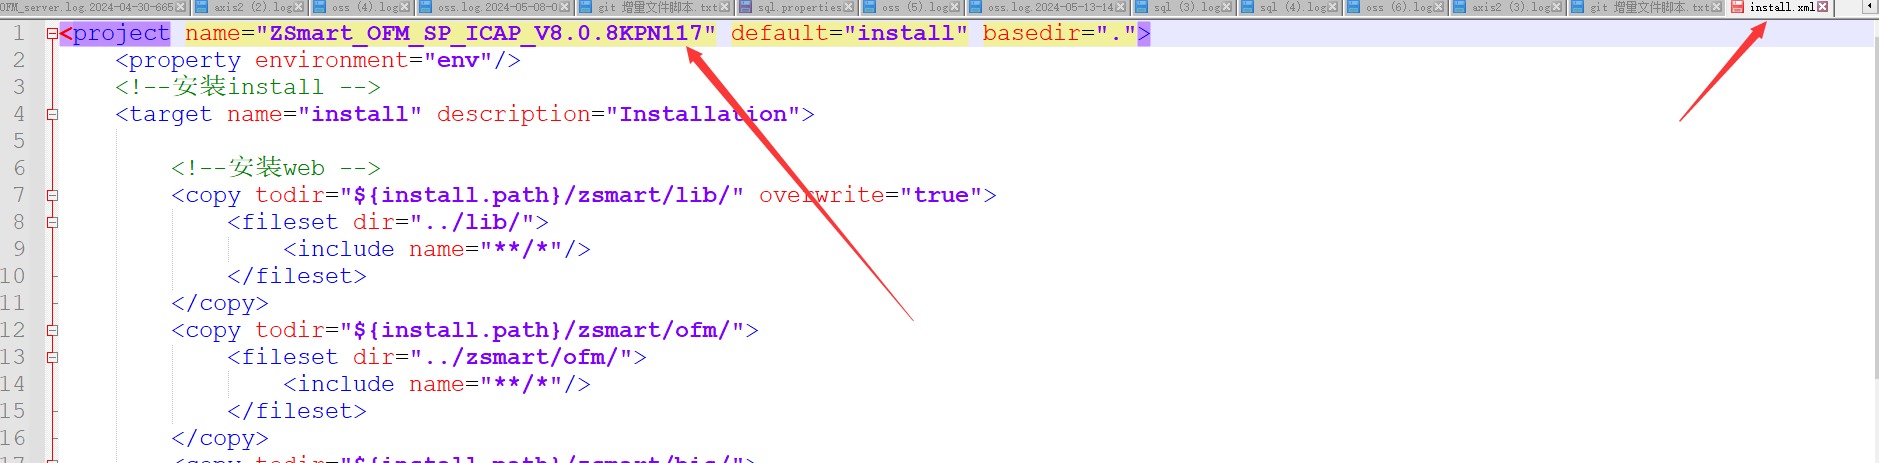 OFM_server.log.2024-04-30-665 axis2 (2).log oss (4).log oss.log.2024-05-08-0 git 增量文件脚本.txt sql.properties oss (5).log oss.log.2024-05-13-14 sql (3).log sql (4).log oss (6).log axis2 (3).log git 增量文件脚本.txt install.xml
1 <project name="ZSmart_OFM_SP_ICAP_V8.0.8KPN117" default="install" basedir=".">
2 <property environment="env"/>
3 <!--安装install -->
4 <target name="install" description="Installation">
5
6 <!--安装web -->
7 <copy todir="${install.path}/zsmart/lib/" overwrite="true">
8 <fileset dir="../lib/">
9 <include name="**/*"/>
10 </fileset>
11 </copy>
12 <copy todir="${install.path}/zsmart/ofm/">
13 <fileset dir="../zsmart/ofm/">
14 <include name="**/*"/>
15 </fileset>
16 </copy>
17 <copy todir="${install.path}/zsmart/bic/">